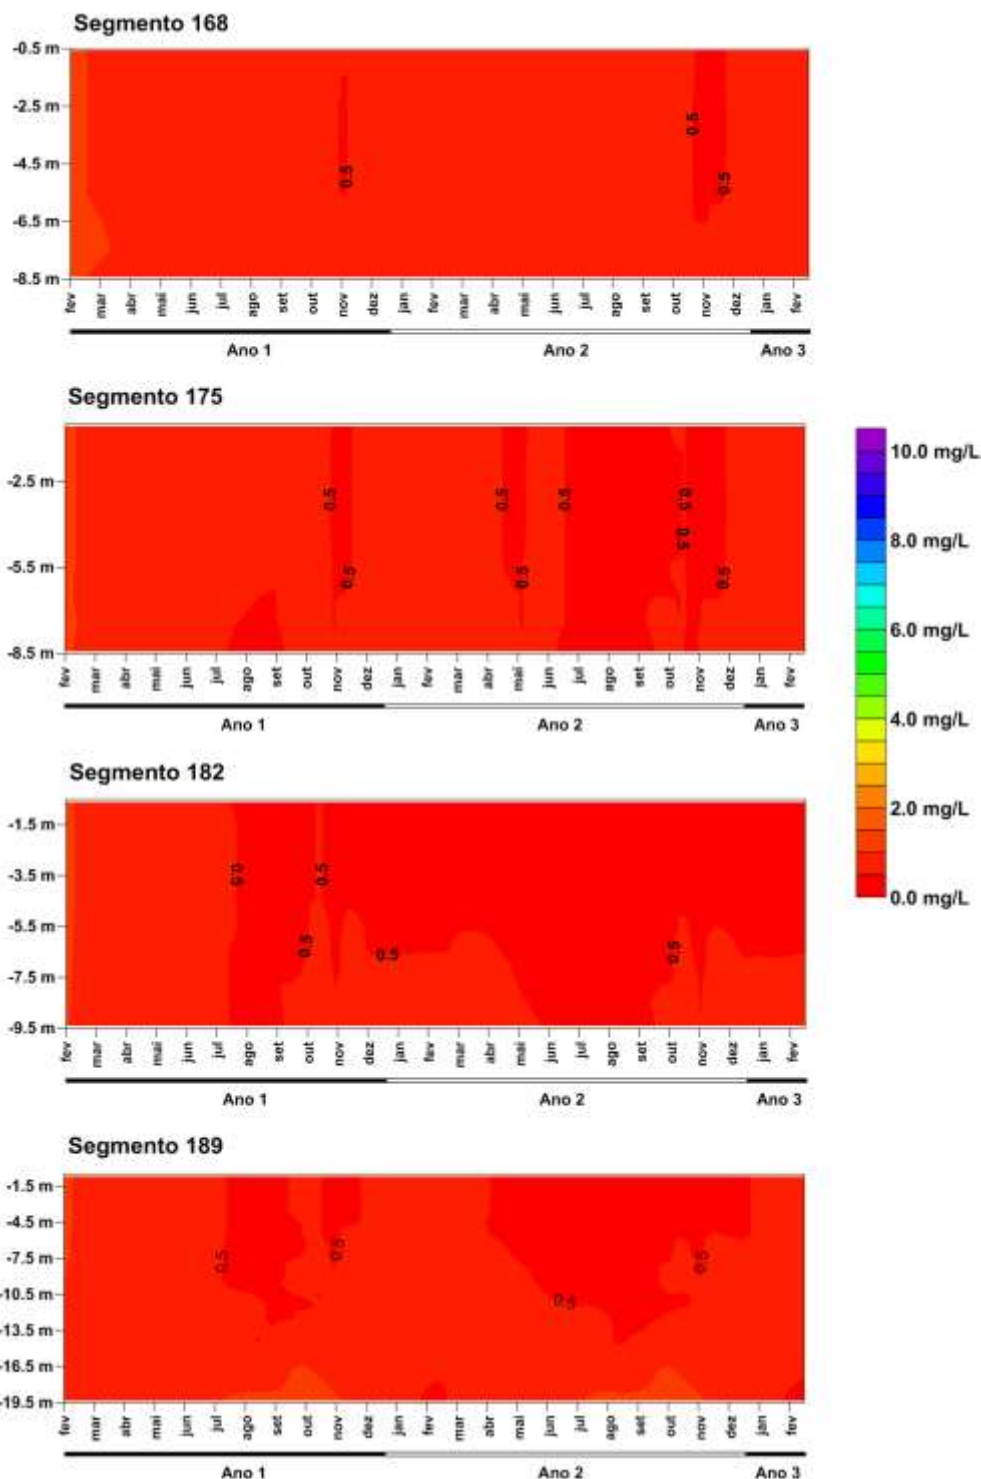 Segmento 168
-0.5 m
-2.5 m
-4.5 m
-6.5 m
-8.5 m
0.5
0.5
0.5
fev mar abr mai jun jul ago set out nov dez jan fev mar abr mai jun jul ago set out nov dez jan fev
Ano 1 Ano 2 Ano 3
Segmento 175
-2.5 m
-5.5 m
-8.5 m
0.5 0.5 0.5 0.5
0.5
0.5 0.5 0.5
fev mar abr mai jun jul ago set out nov dez jan fev mar abr mai jun jul ago set out nov dez jan fev
Ano 1 Ano 2 Ano 3
10.0 mg/L
8.0 mg/L
6.0 mg/L
4.0 mg/L
2.0 mg/L
0.0 mg/L
Segmento 182
-1.5 m
-3.5 m
-5.5 m
-7.5 m
-9.5 m
0.5 0.5
0.5 0.5 0.5
fev mar abr mai jun jul ago set out nov dez jan fev mar abr mai jun jul ago set out nov dez jan fev
Ano 1 Ano 2 Ano 3
Segmento 189
-1.5 m
-4.5 m
-7.5 m
-10.5 m
-13.5 m
-16.5 m
-19.5 m
0.5 0.5 0.5
0.5
fev mar abr mai jun jul ago set out nov dez jan fev mar abr mai jun jul ago set out nov dez jan fev
Ano 1 Ano 2 Ano 3